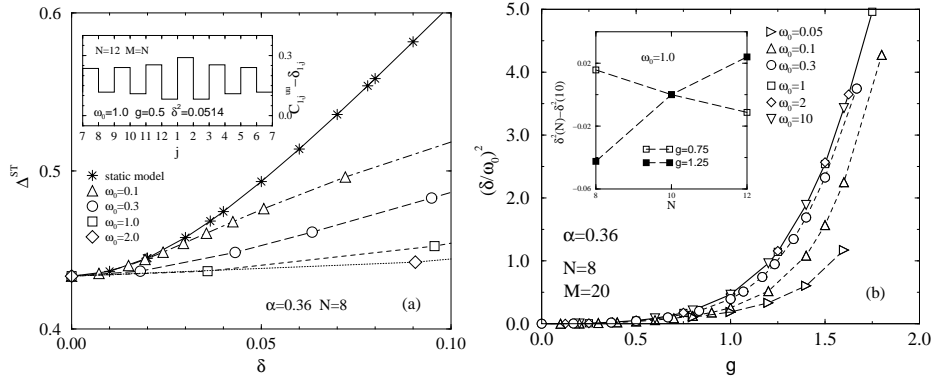 0.6
0.5
0.4
Δ^ST
N=12 M=N
ω₀=1.0 g=0.5 δ²=0.0514
7 8 9 10 11 12 1 2 3 4 5 6 7
j
0.3
0.0
C^uu_1,j −δ_1,j
static model
ω₀=0.1
ω₀=0.3
ω₀=1.0
ω₀=2.0
α=0.36 N=8
(a)
0.00 0.05 0.10
δ
5.0
4.0
3.0
2.0
1.0
0.0
(δ/ω₀)²
0.02
−0.02
−0.06
δ²(N)−δ²(10)
ω₀=1.0
g=0.75
g=1.25
8 10 12
N
ω₀=0.05
ω₀=0.1
ω₀=0.3
ω₀=1
ω₀=2
ω₀=10
α=0.36
N=8
M=20
(b)
0.0 0.5 1.0 1.5 2.0
g